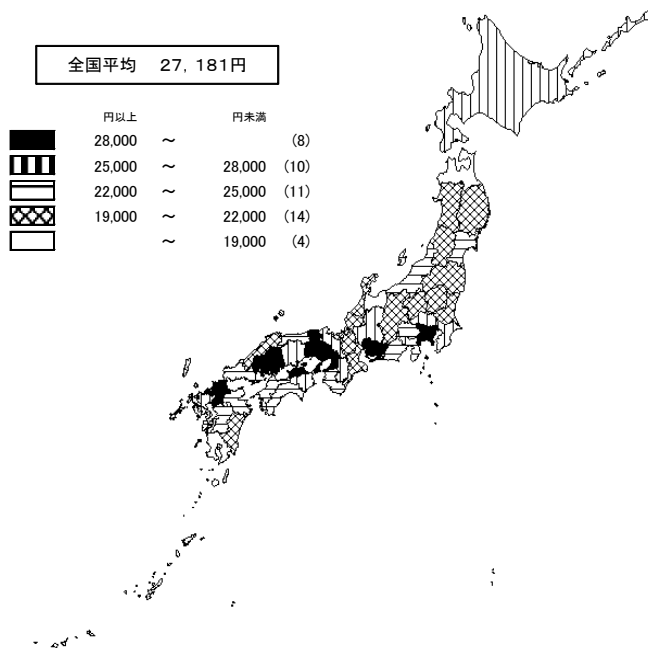 全国平均　２７，１８１円
円以上　円未満
28,000　～　（8）
25,000　～　28,000　（10）
22,000　～　25,000　（11）
19,000　～　22,000　（14）
～　19,000　（4）